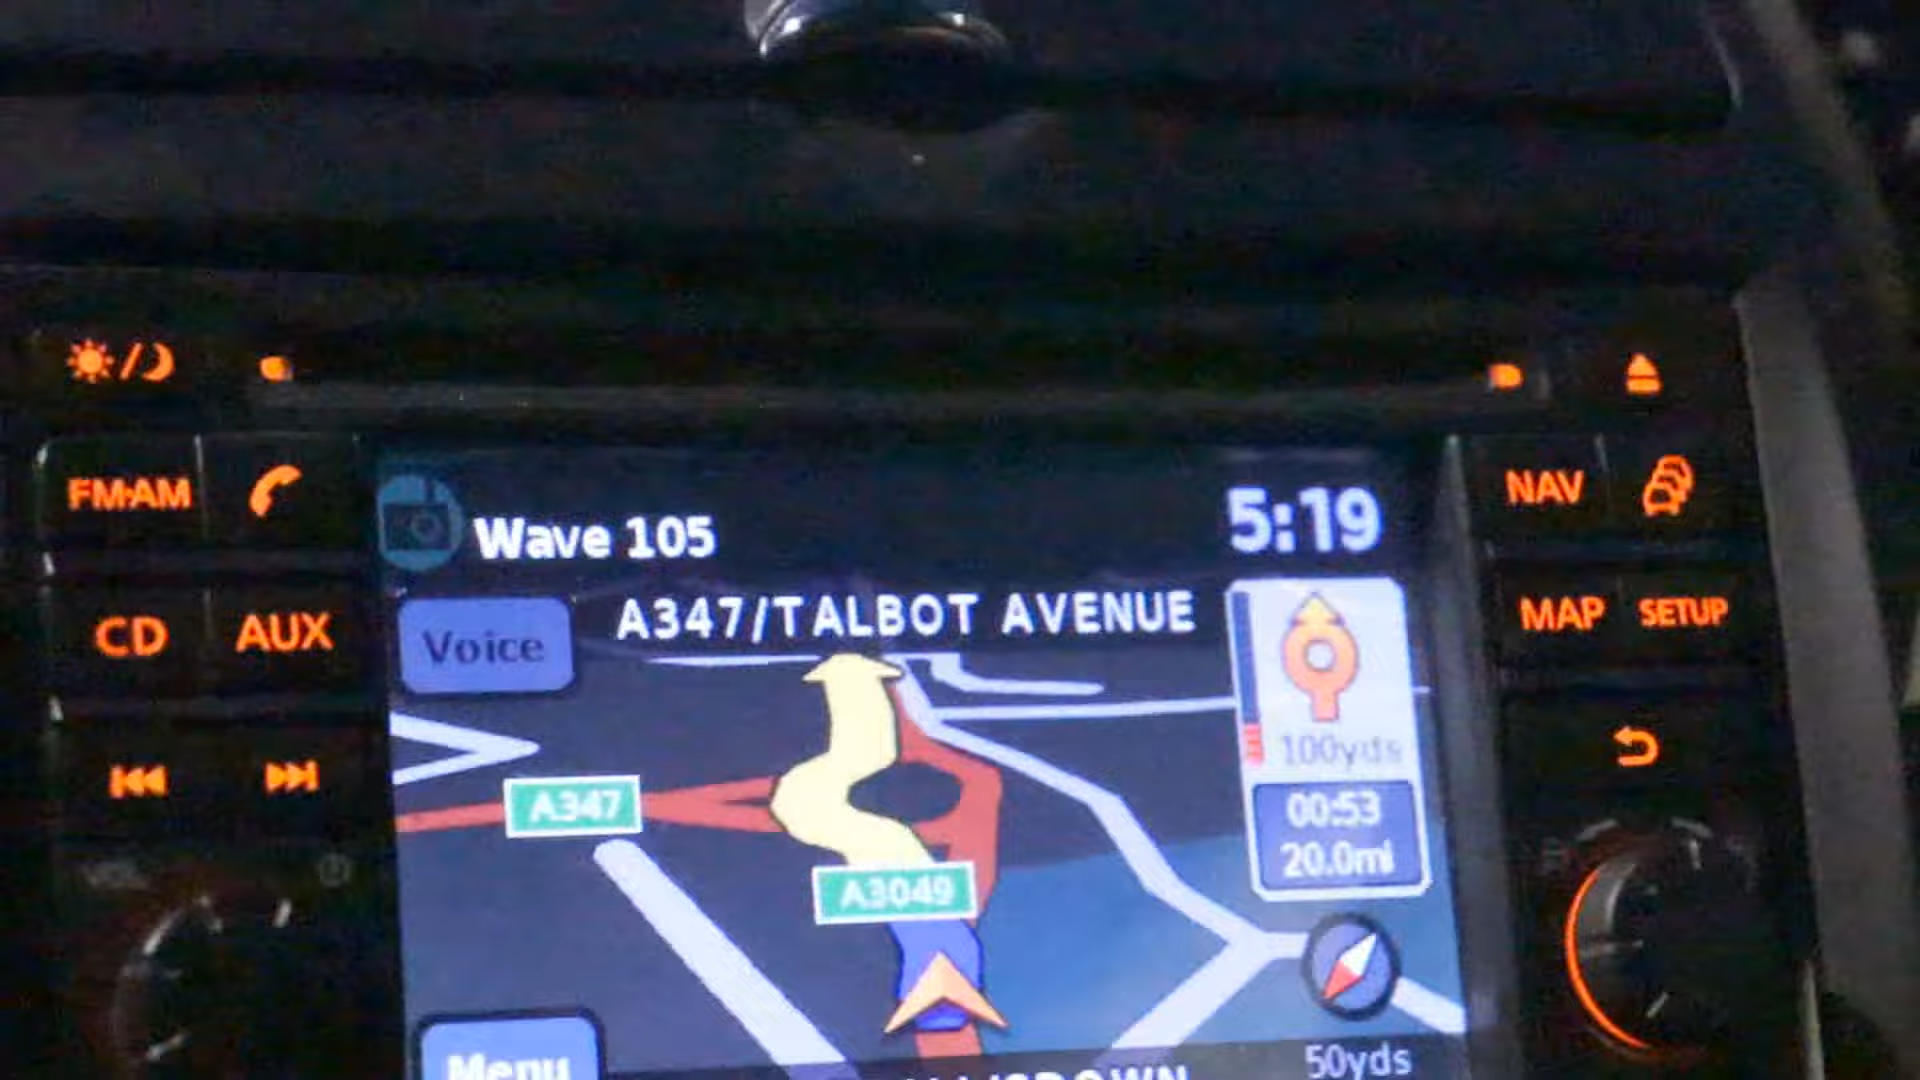 FM·AM
Wave 105
5:19
NAV
CD
AUX
Voice
A347/TALBOT AVENUE
MAP
SETUP
100yds
A347
00:53
20.0mi
A3049
VOL
Menu
50yds